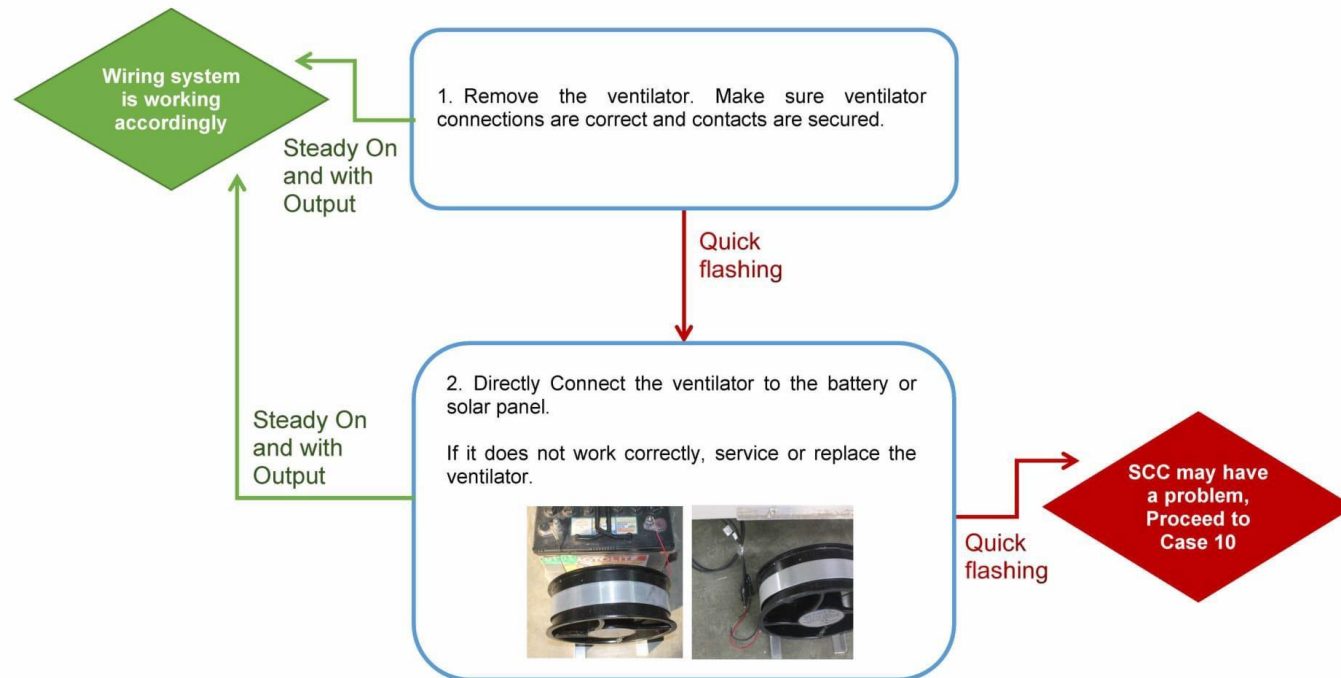 Wiring system
is working
accordingly
1. Remove the ventilator. Make sure ventilator
connections are correct and contacts are secured.
Steady On
and with
Output
Quick
flashing
2. Directly Connect the ventilator to the battery or
solar panel.
If it does not work correctly, service or replace the
ventilator.
Steady On
and with
Output
Quick
flashing
SCC may have
a problem,
Proceed to
Case 10